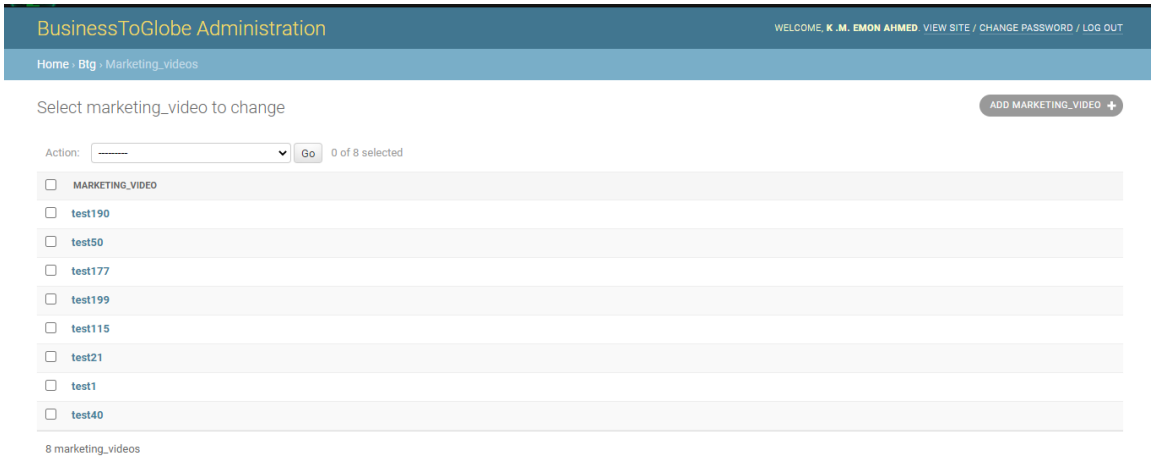 BusinessToGlobe Administration
WELCOME, K .M. EMON AHMED. VIEW SITE / CHANGE PASSWORD / LOG OUT
Home › Btg › Marketing_videos
Select marketing_video to change
ADD MARKETING_VIDEO +
Action: --------- Go 0 of 8 selected
MARKETING_VIDEO
test190
test50
test177
test199
test115
test21
test1
test40
8 marketing_videos